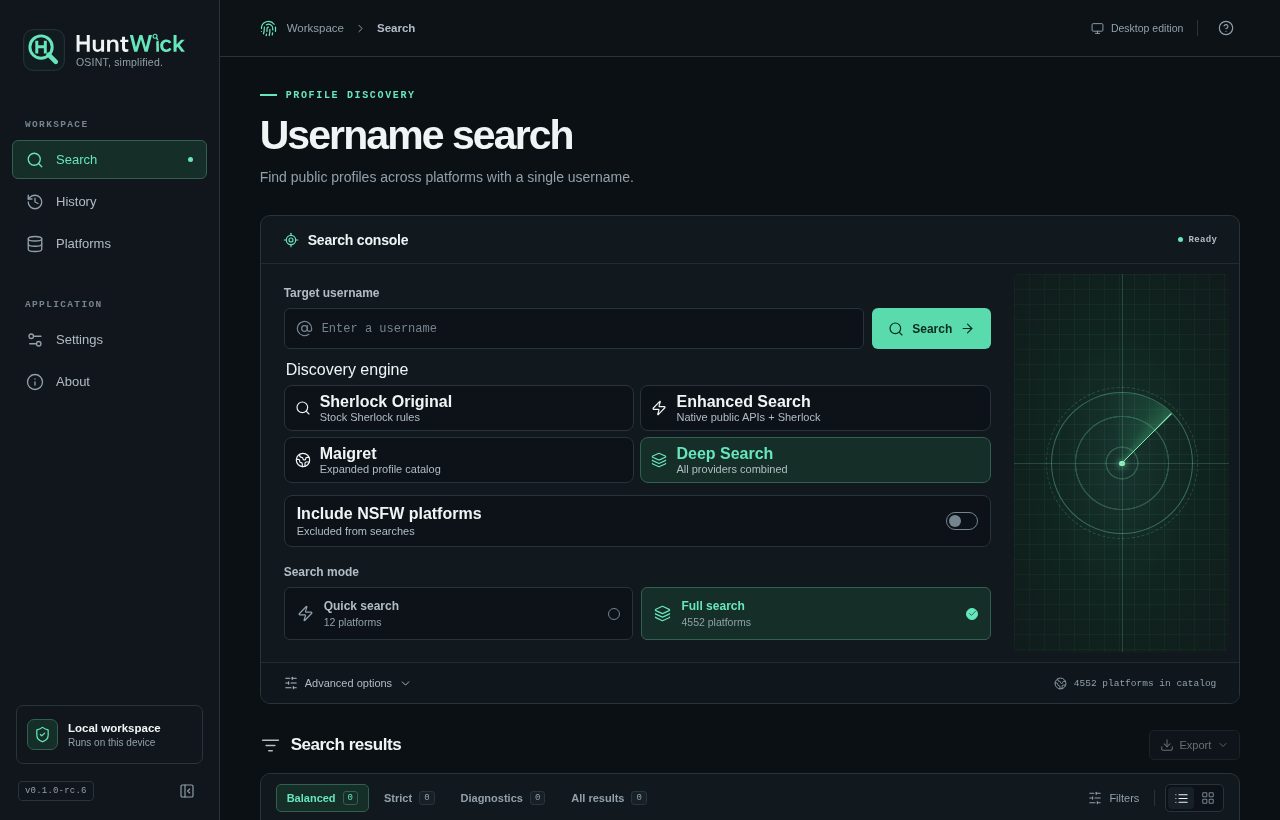 HuntWick
OSINT, simplified.
WORKSPACE
Search
History
Platforms
APPLICATION
Settings
About
Local workspace
Runs on this device
v0.1.0-rc.6
Workspace
Search
Desktop edition
PROFILE DISCOVERY
Username search
Find public profiles across platforms with a single username.
Search console
Ready
Target username
Enter a username
Search
Discovery engine
Sherlock Original
Stock Sherlock rules
Enhanced Search
Native public APIs + Sherlock
Maigret
Expanded profile catalog
Deep Search
All providers combined
Include NSFW platforms
Excluded from searches
Search mode
Quick search
12 platforms
Full search
4552 platforms
Advanced options
4552 platforms in catalog
Search results
Export
Balanced 0
Strict 0
Diagnostics 0
All results 0
Filters